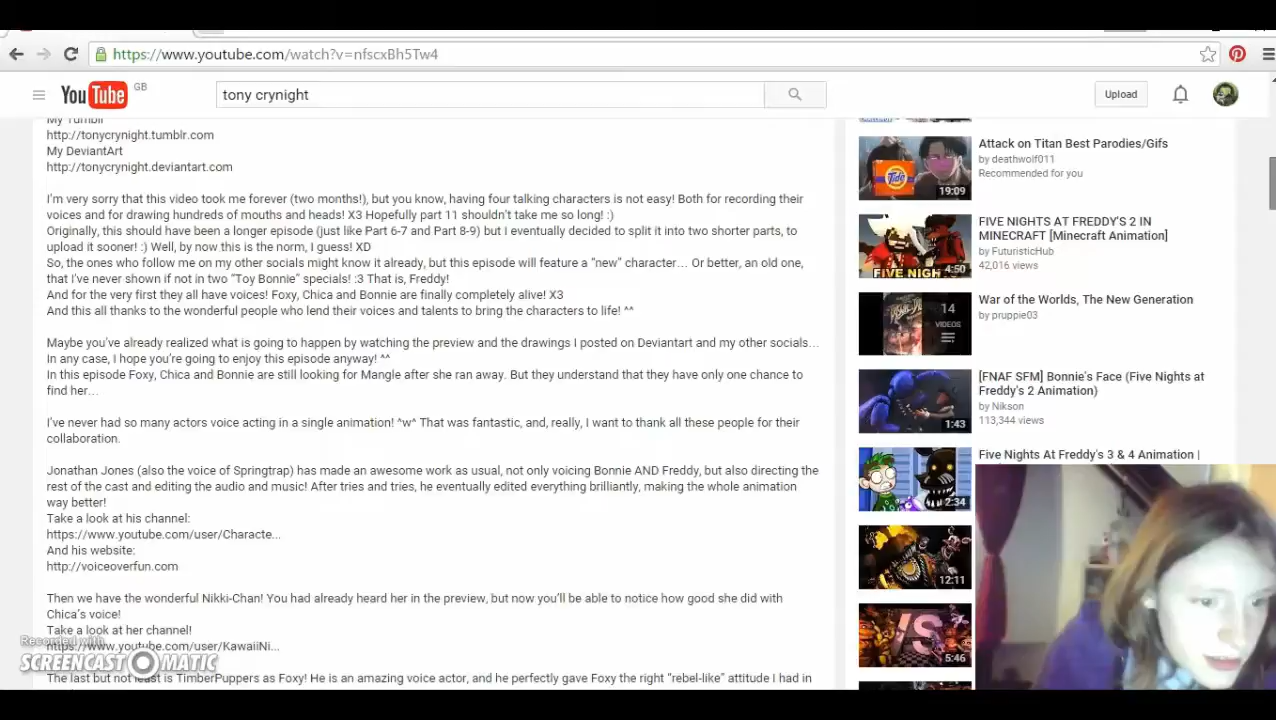 https://www.youtube.com/watch?v=nfscxBh5Tw4
YouTube GB
tony crynight
Upload
My Tumblr
http://tonycrynight.tumblr.com
My DeviantArt
http://tonycrynight.deviantart.com
I'm very sorry that this video took me forever (two months!), but you know, having four talking characters is not easy! Both for recording their
voices and for drawing hundreds of mouths and heads! X3 Hopefully part 11 shouldn't take me so long! :)
Originally, this should have been a longer episode (just like Part 6-7 and Part 8-9) but I eventually decided to split it into two shorter parts, to
upload it sooner! :) Well, by now this is the norm, I guess! XD
So, the ones who follow me on my other socials might know it already, but this episode will feature a “new” character… Or better, an old one,
that I've never shown if not in two “Toy Bonnie” specials! :3 That is, Freddy!
And for the very first they all have voices! Foxy, Chica and Bonnie are finally completely alive! X3
And this all thanks to the wonderful people who lend their voices and talents to bring the characters to life! ^^
Maybe you've already realized what is going to happen by watching the preview and the drawings I posted on Deviantart and my other socials…
In any case, I hope you're going to enjoy this episode anyway! ^^
In this episode Foxy, Chica and Bonnie are still looking for Mangle after she ran away. But they understand that they have only one chance to
find her…
I've never had so many actors voice acting in a single animation! ^w^ That was fantastic, and, really, I want to thank all these people for their
collaboration.
Jonathan Jones (also the voice of Springtrap) has made an awesome work as usual, not only voicing Bonnie AND Freddy, but also directing the
rest of the cast and editing the audio and music! After tries and tries, he eventually edited everything brilliantly, making the whole animation
way better!
Take a look at his channel:
https://www.youtube.com/user/Characte...
And his website:
http://voiceoverfun.com
Then we have the wonderful Nikki-Chan! You had already heard her in the preview, but now you'll be able to notice how good she did with
Chica's voice!
Take a look at her channel!
https://www.youtube.com/user/KawaiiNi...
The last but not least is TimberPuppers as Foxy! He is an amazing voice actor, and he perfectly gave Foxy the right “rebel-like” attitude I had in
Recorded with
SCREENCAST O MATIC
Tide
19:09
Attack on Titan Best Parodies/Gifs
by deathwolf011
Recommended for you
FIVE NIGH
4:50
FIVE NIGHTS AT FREDDY'S 2 IN
MINECRAFT [Minecraft Animation]
by FuturisticHub
42,016 views
14
VIDEOS
War of the Worlds, The New Generation
by pruppie03
1:43
[FNAF SFM] Bonnie's Face (Five Nights at
Freddy's 2 Animation)
by Nikson
113,344 views
2:34
Five Nights At Freddy's 3 & 4 Animation |
12:11
/S
5:46